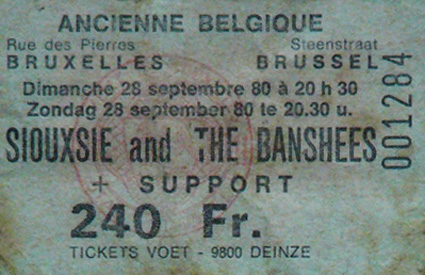 ANCIENNE BELGIQUE
Rue des Pierres Steenstraat
BRUXELLES BRUSSEL
Dimanche 28 septembre 80 à 20 h 30
Zondag 28 september 80 te 20.30 u.
SIOUXSIE and THE BANSHEES
+ SUPPORT
240 Fr.
TICKETS VOET - 9800 DEINZE
001284